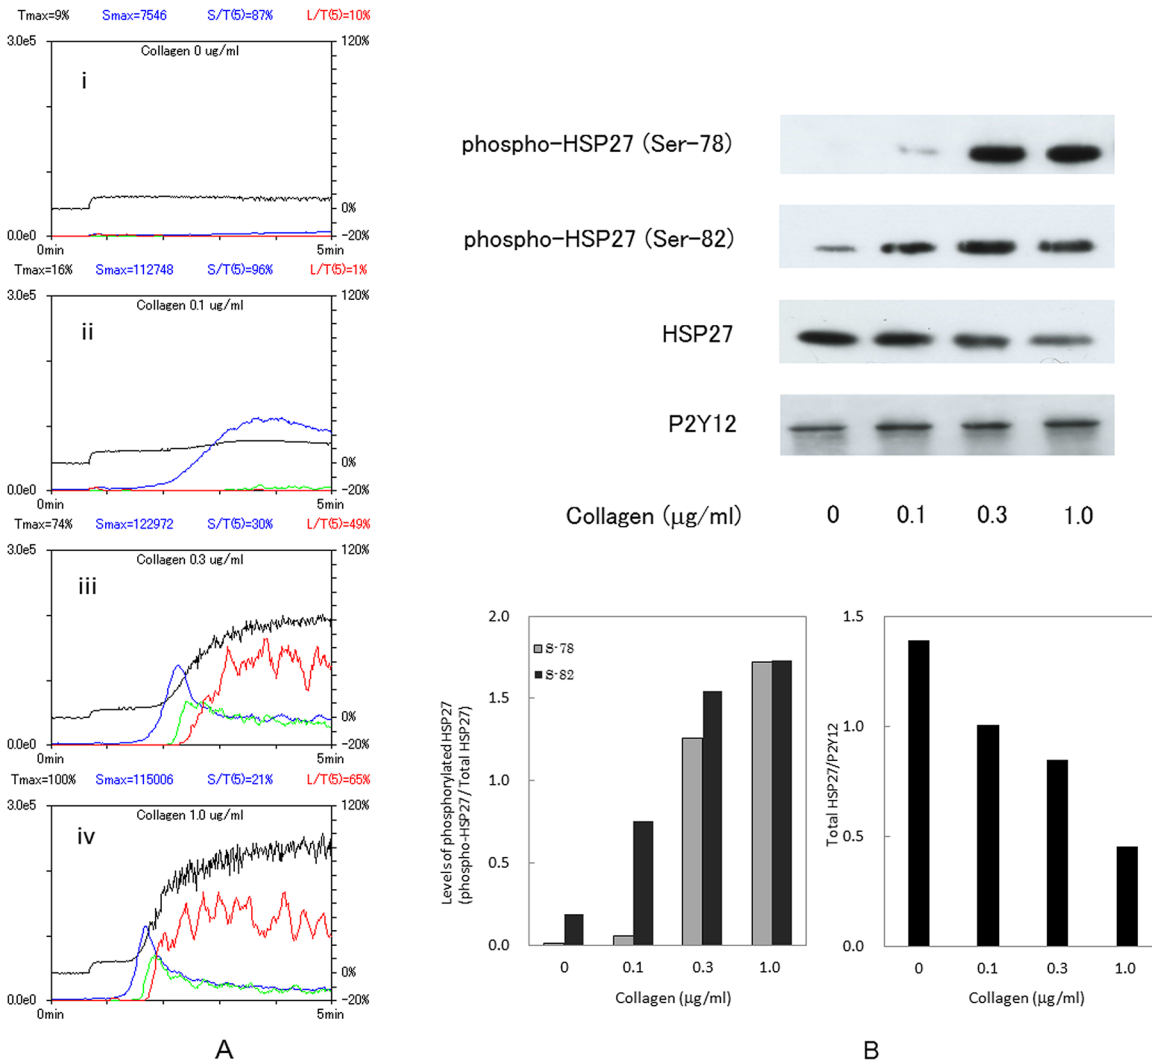 Tmax=9% Smax=7546 S/T(5)=87% L/T(5)=10%
3.0e5 120%
Collagen 0 ug/ml
i
0%
0.0e0 -20%
0min 5min
Tmax=16% Smax=112748 S/T(5)=96% L/T(5)=1%
3.0e5 120%
Collagen 0.1 ug/ml
ii
0%
0.0e0 -20%
0min 5min
Tmax=74% Smax=122972 S/T(5)=30% L/T(5)=49%
3.0e5 120%
Collagen 0.3 ug/ml
iii
0%
0.0e0 -20%
0min 5min
Tmax=100% Smax=115006 S/T(5)=21% L/T(5)=65%
3.0e5 120%
Collagen 1.0 ug/ml
iv
0%
0.0e0 -20%
0min 5min
A
phospho-HSP27 (Ser-78)
phospho-HSP27 (Ser-82)
HSP27
P2Y12
Collagen (μg/ml) 0 0.1 0.3 1.0
Levels of phosphorylated HSP27
(phospho-HSP27 / Total HSP27)
2.0
1.5
1.0
0.5
0.0
S-78
S-82
0 0.1 0.3 1.0
Collagen (μg/ml)
Total HSP27/P2Y12
1.5
1.0
0.5
0.0
0 0.1 0.3 1.0
Collagen (μg/ml)
B